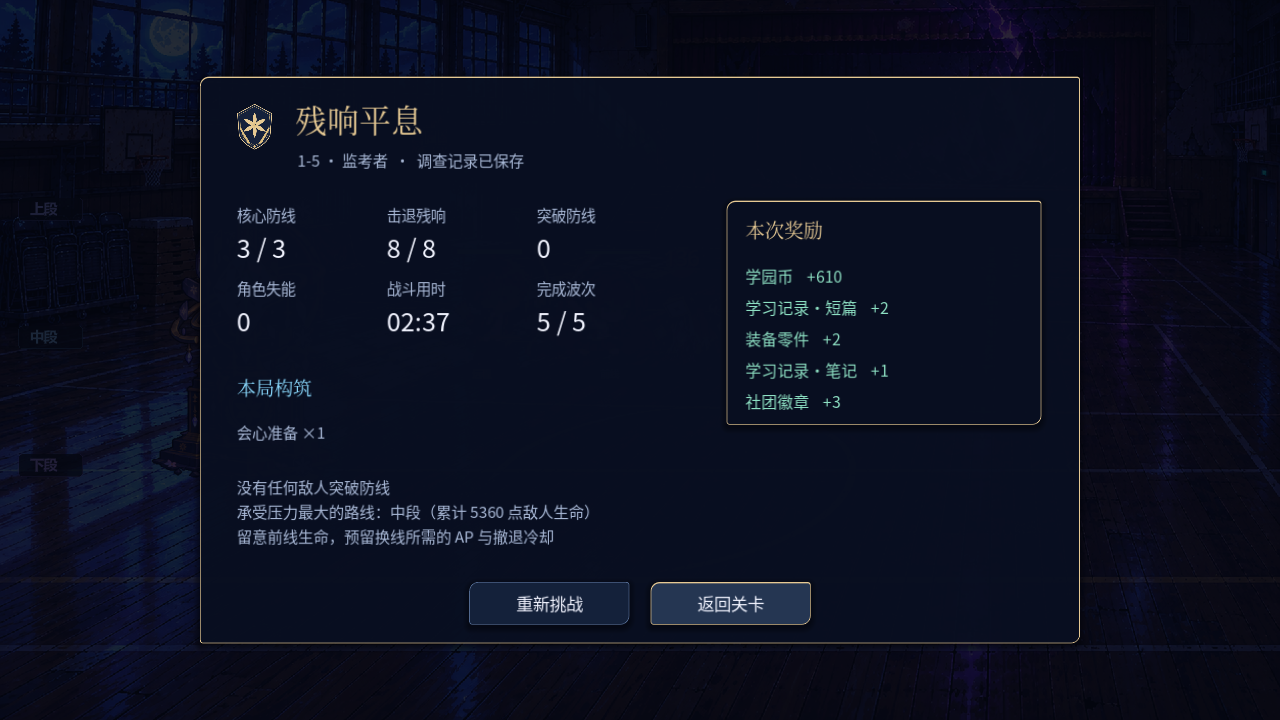 残响平息
1-5 · 监考者 · 调查记录已保存
上段
中段
下段
核心防线 击退残响 突破防线
3 / 3 8 / 8 0
角色失能 战斗用时 完成波次
0 02:37 5 / 5
本局构筑
会心准备 ×1
没有任何敌人突破防线
承受压力最大的路线：中段（累计 5360 点敌人生命）
留意前线生命，预留换线所需的 AP 与撤退冷却
本次奖励
学园币 +610
学习记录·短篇 +2
装备零件 +2
学习记录·笔记 +1
社团徽章 +3
重新挑战 返回关卡